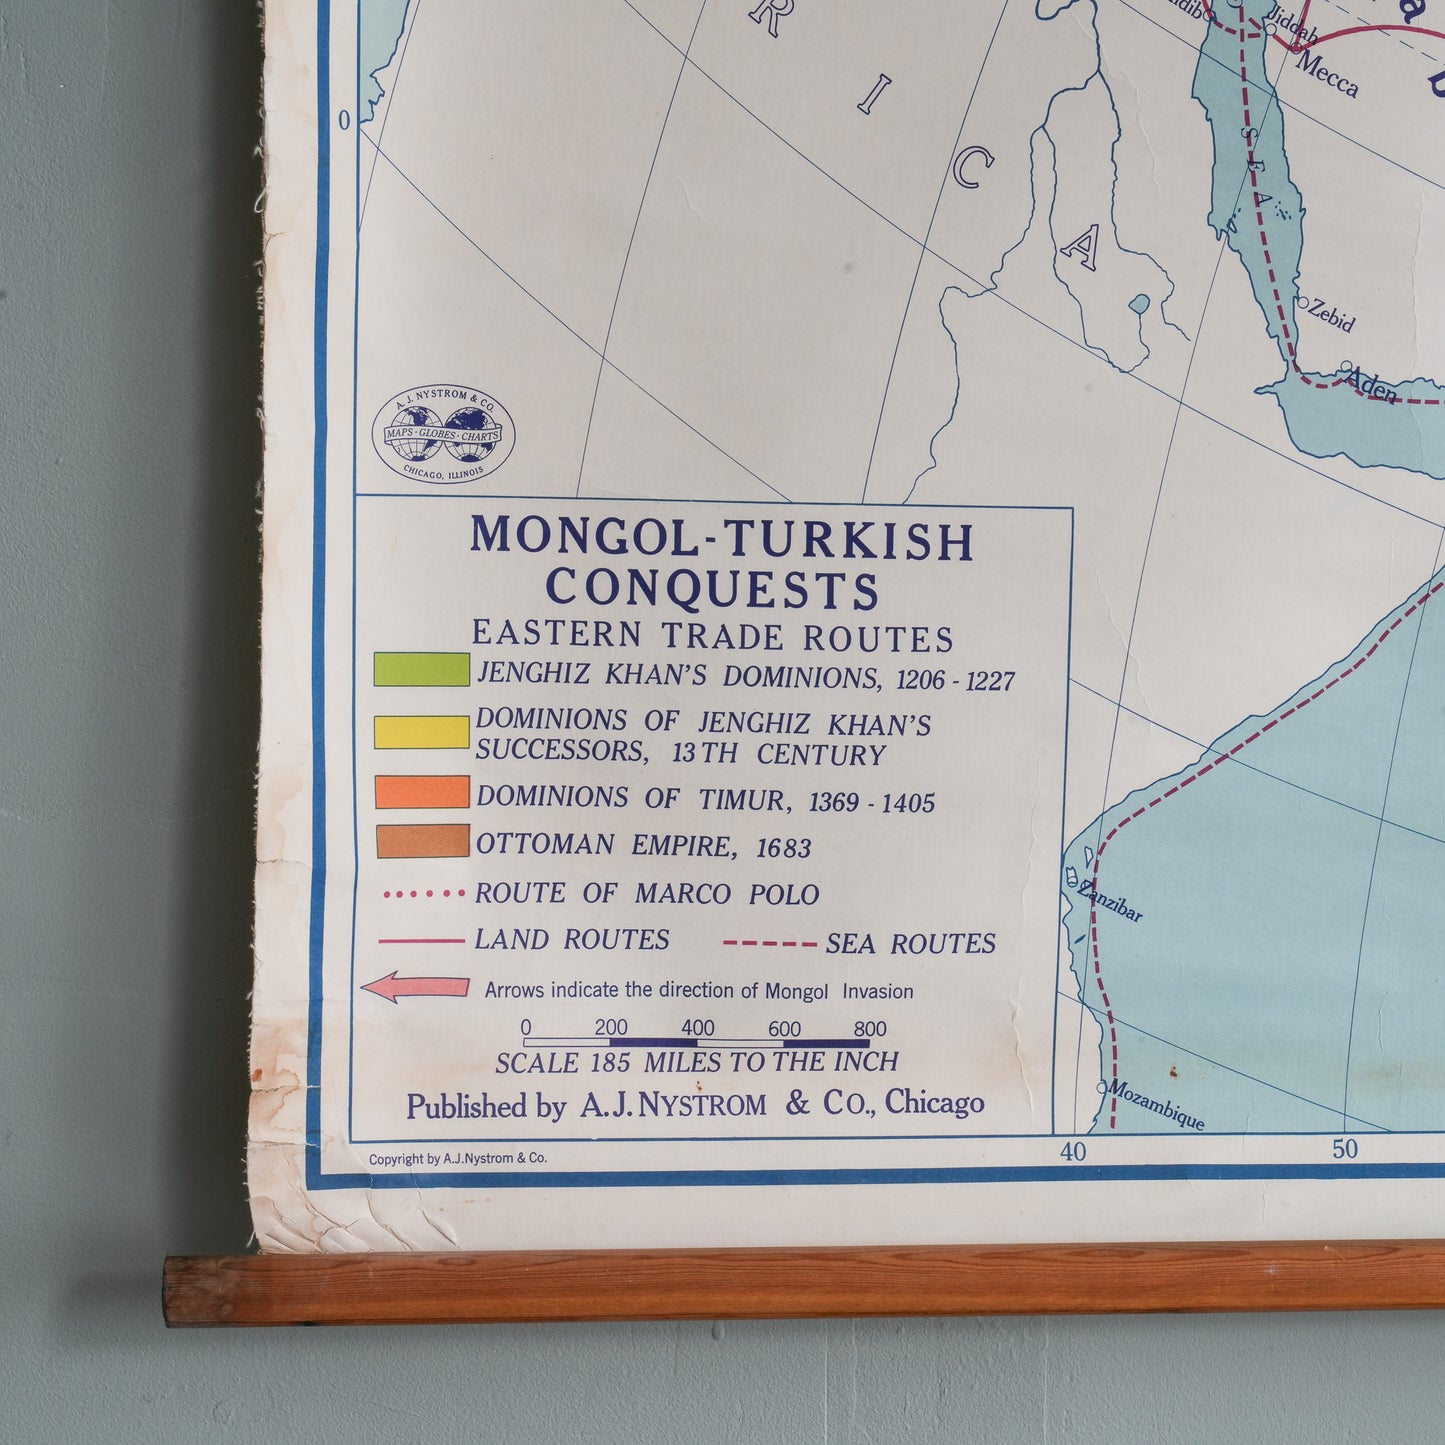 R
I
C
A
0
Jiddah
Mecca
SEA
Zebid
Aden
A. J. NYSTROM & CO.
MAPS · GLOBES · CHARTS
CHICAGO, ILLINOIS
MONGOL-TURKISH
CONQUESTS
EASTERN TRADE ROUTES
JENGHIZ KHAN'S DOMINIONS, 1206 - 1227
DOMINIONS OF JENGHIZ KHAN'S
SUCCESSORS, 13TH CENTURY
DOMINIONS OF TIMUR, 1369 - 1405
OTTOMAN EMPIRE, 1683
ROUTE OF MARCO POLO
LAND ROUTES SEA ROUTES
Arrows indicate the direction of Mongol Invasion
0 200 400 600 800
SCALE 185 MILES TO THE INCH
Published by A.J. NYSTROM & CO., Chicago
Zanzibar
Mozambique
40 50
Copyright by A.J.Nystrom & Co.